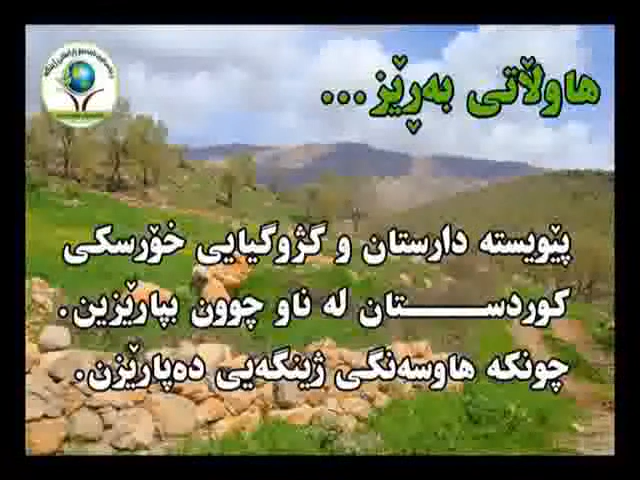 هاوڵاتی بەڕێز...
پێویستە دارستان و گژوگیایی خۆرسکی
کوردستان لە ناو چوون بپارێزین.
چونکە هاوسەنگی ژینگەیی دەپارێزن.